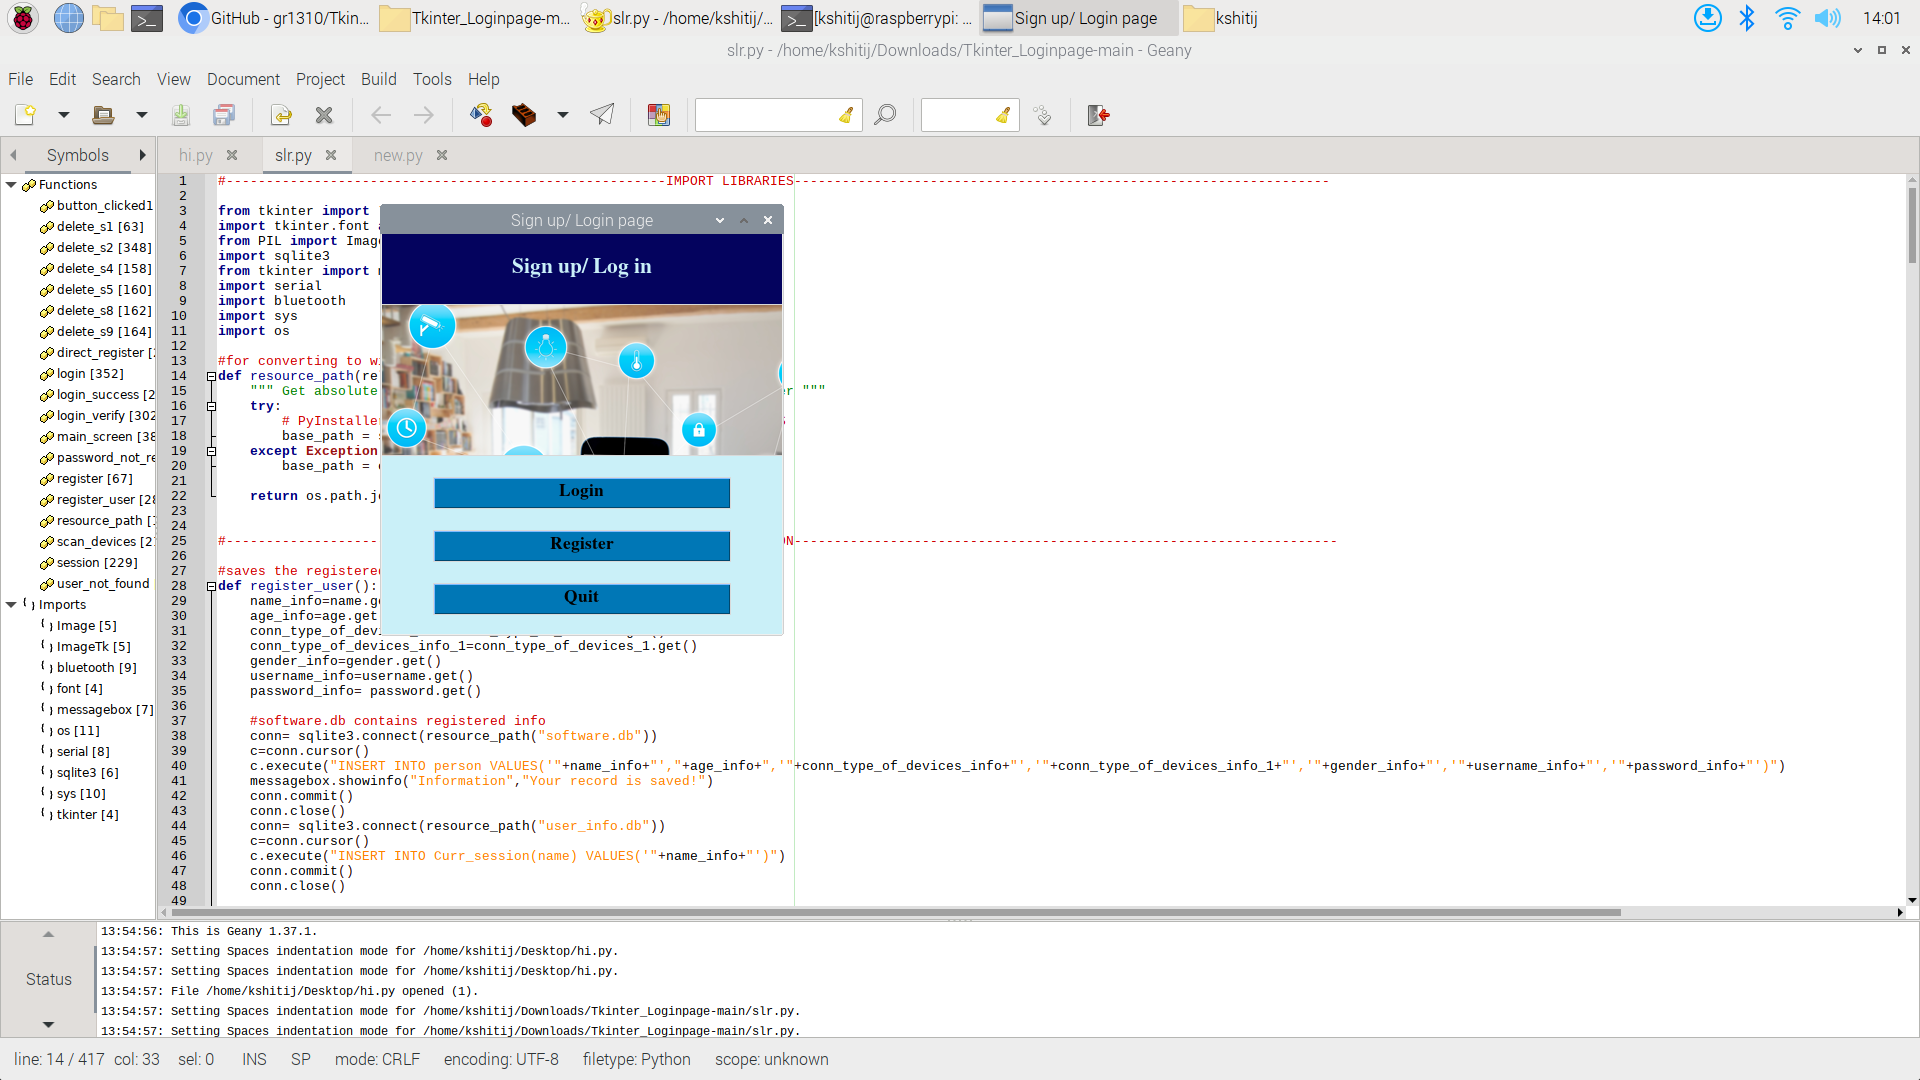 GitHub - gr1310/Tkin...
Tkinter_Loginpage-m...
slr.py - /home/kshitij/...
[kshitij@raspberrypi: ...
Sign up/ Login page
kshitij
14:01
slr.py - /home/kshitij/Downloads/Tkinter_Loginpage-main - Geany
File Edit Search View Document Project Build Tools Help
Symbols
hi.py
slr.py
new.py
Functions
button_clicked1
delete_s1 [63]
delete_s2 [348]
delete_s4 [158]
delete_s5 [160]
delete_s8 [162]
delete_s9 [164]
direct_register [
login [352]
login_success [2
login_verify [302
main_screen [38
password_not_re
register [67]
register_user [28
resource_path [1
scan_devices [21
session [229]
user_not_found
Imports
Image [5]
ImageTk [5]
bluetooth [9]
font [4]
messagebox [7]
os [11]
serial [8]
sqlite3 [6]
sys [10]
tkinter [4]
1 #-------------------------------------------------------IMPORT LIBRARIES-------------------------------------------------------------------
2
3 from tkinter import
4 import tkinter.font a
5 from PIL import Imag
6 import sqlite3
7 from tkinter import m
8 import serial
9 import bluetooth
10 import sys
11 import os
12
13 #for converting to wi
14 def resource_path(re
15 """ Get absolute r """
16 try:
17 # PyInstalle S
18 base_path = s
19 except Exception
20 base_path = o
21
22 return os.path.jo
23
24
25 #------------------- ON--------------------------------------------------------------------
26
27 #saves the registered
28 def register_user():
29 name_info=name.ge
30 age_info=age.get
31 conn_type_of_devi
32 conn_type_of_devices_info_1=conn_type_of_devices_1.get()
33 gender_info=gender.get()
34 username_info=username.get()
35 password_info= password.get()
36
37 #software.db contains registered info
38 conn= sqlite3.connect(resource_path("software.db"))
39 c=conn.cursor()
40 c.execute("INSERT INTO person VALUES('"+name_info+"',"+age_info+",'"+conn_type_of_devices_info+"','"+conn_type_of_devices_info_1+"','"+gender_info+"','"+username_info+"','"+password_info+"')")
41 messagebox.showinfo("Information","Your record is saved!")
42 conn.commit()
43 conn.close()
44 conn= sqlite3.connect(resource_path("user_info.db"))
45 c=conn.cursor()
46 c.execute("INSERT INTO Curr_session(name) VALUES('"+name_info+"')")
47 conn.commit()
48 conn.close()
49
Sign up/ Login page
Sign up/ Log in
Login
Register
Quit
Status
13:54:56: This is Geany 1.37.1.
13:54:57: Setting Spaces indentation mode for /home/kshitij/Desktop/hi.py.
13:54:57: Setting Spaces indentation mode for /home/kshitij/Desktop/hi.py.
13:54:57: File /home/kshitij/Desktop/hi.py opened (1).
13:54:57: Setting Spaces indentation mode for /home/kshitij/Downloads/Tkinter_Loginpage-main/slr.py.
13:54:57: Setting Spaces indentation mode for /home/kshitij/Downloads/Tkinter_Loginpage-main/slr.py.
line: 14 / 417 col: 33 sel: 0 INS SP mode: CRLF encoding: UTF-8 filetype: Python scope: unknown